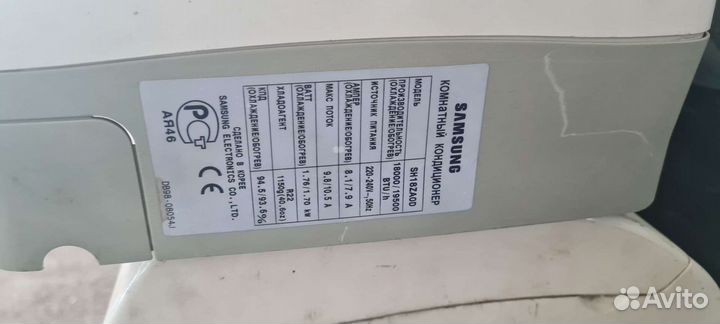 SAMSUNG
КОМНАТНЫЙ КОНДИЦИОНЕР
МОДЕЛЬ SH18ZA0D
ПРОИЗВОДИТЕЛЬНОСТЬ (ОХЛАЖДЕНИЕ/ОБОГРЕВ) 18000/19500 BTU/h
ИСТОЧНИК ПИТАНИЯ 220-240V~,50Hz
АМПЕР (ОХЛАЖДЕНИЕ/ОБОГРЕВ) 8.1/7.9 A
МАКС ПОТОК 9.8/10.5 A
ВАТТ (ОХЛАЖДЕНИЕ/ОБОГРЕВ) 1.76/1.70 kW
ХЛАДОАГЕНТ R22 1150g(40.6oz)
КПД (ОХЛАЖДЕНИЕ/ОБОГРЕВ) 94.5/93.6%
СДЕЛАНО В КОРЕЕ
SAMSUNG ELECTRONICS CO.,LTD.
РСТ
АЯ46
CE
DB98-08054J
Avito